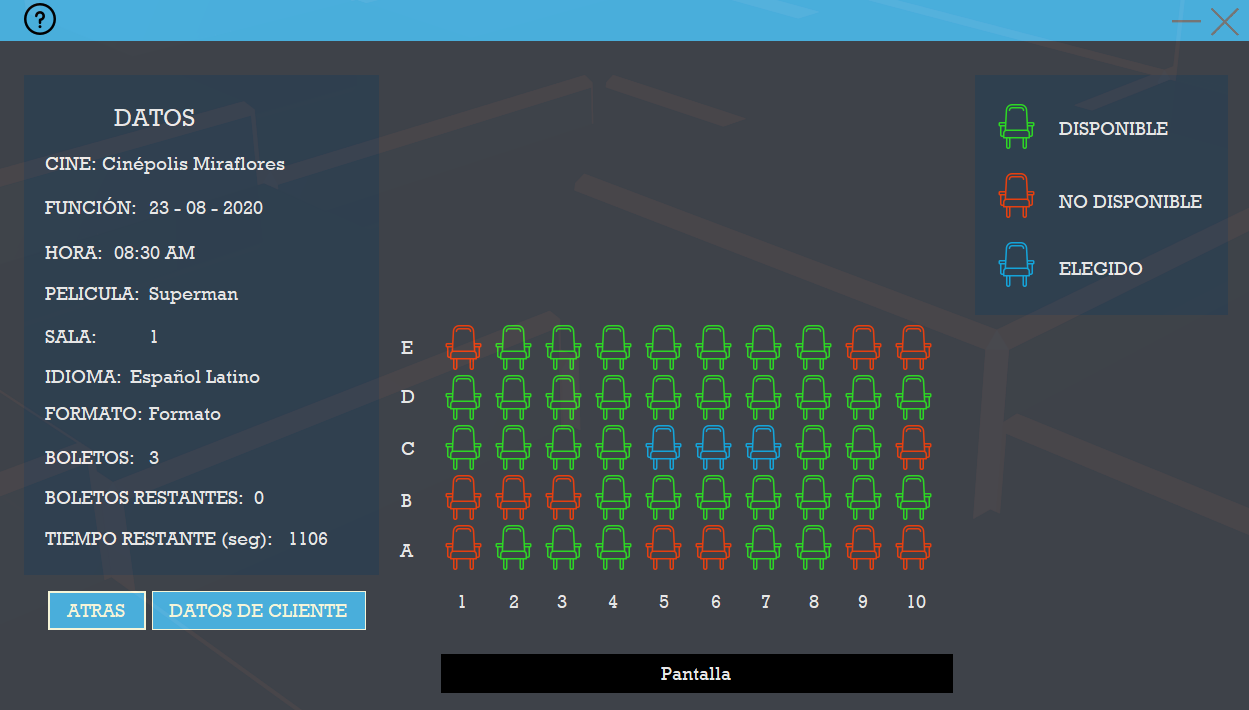 ?
DATOS
CINE: Cinépolis Miraflores
FUNCIÓN: 23 - 08 - 2020
HORA: 08:30 AM
PELICULA: Superman
SALA: 1
IDIOMA: Español Latino
FORMATO: Formato
BOLETOS: 3
BOLETOS RESTANTES: 0
TIEMPO RESTANTE (seg): 1106
ATRAS
DATOS DE CLIENTE
DISPONIBLE
NO DISPONIBLE
ELEGIDO
E
D
C
B
A
1 2 3 4 5 6 7 8 9 10
Pantalla